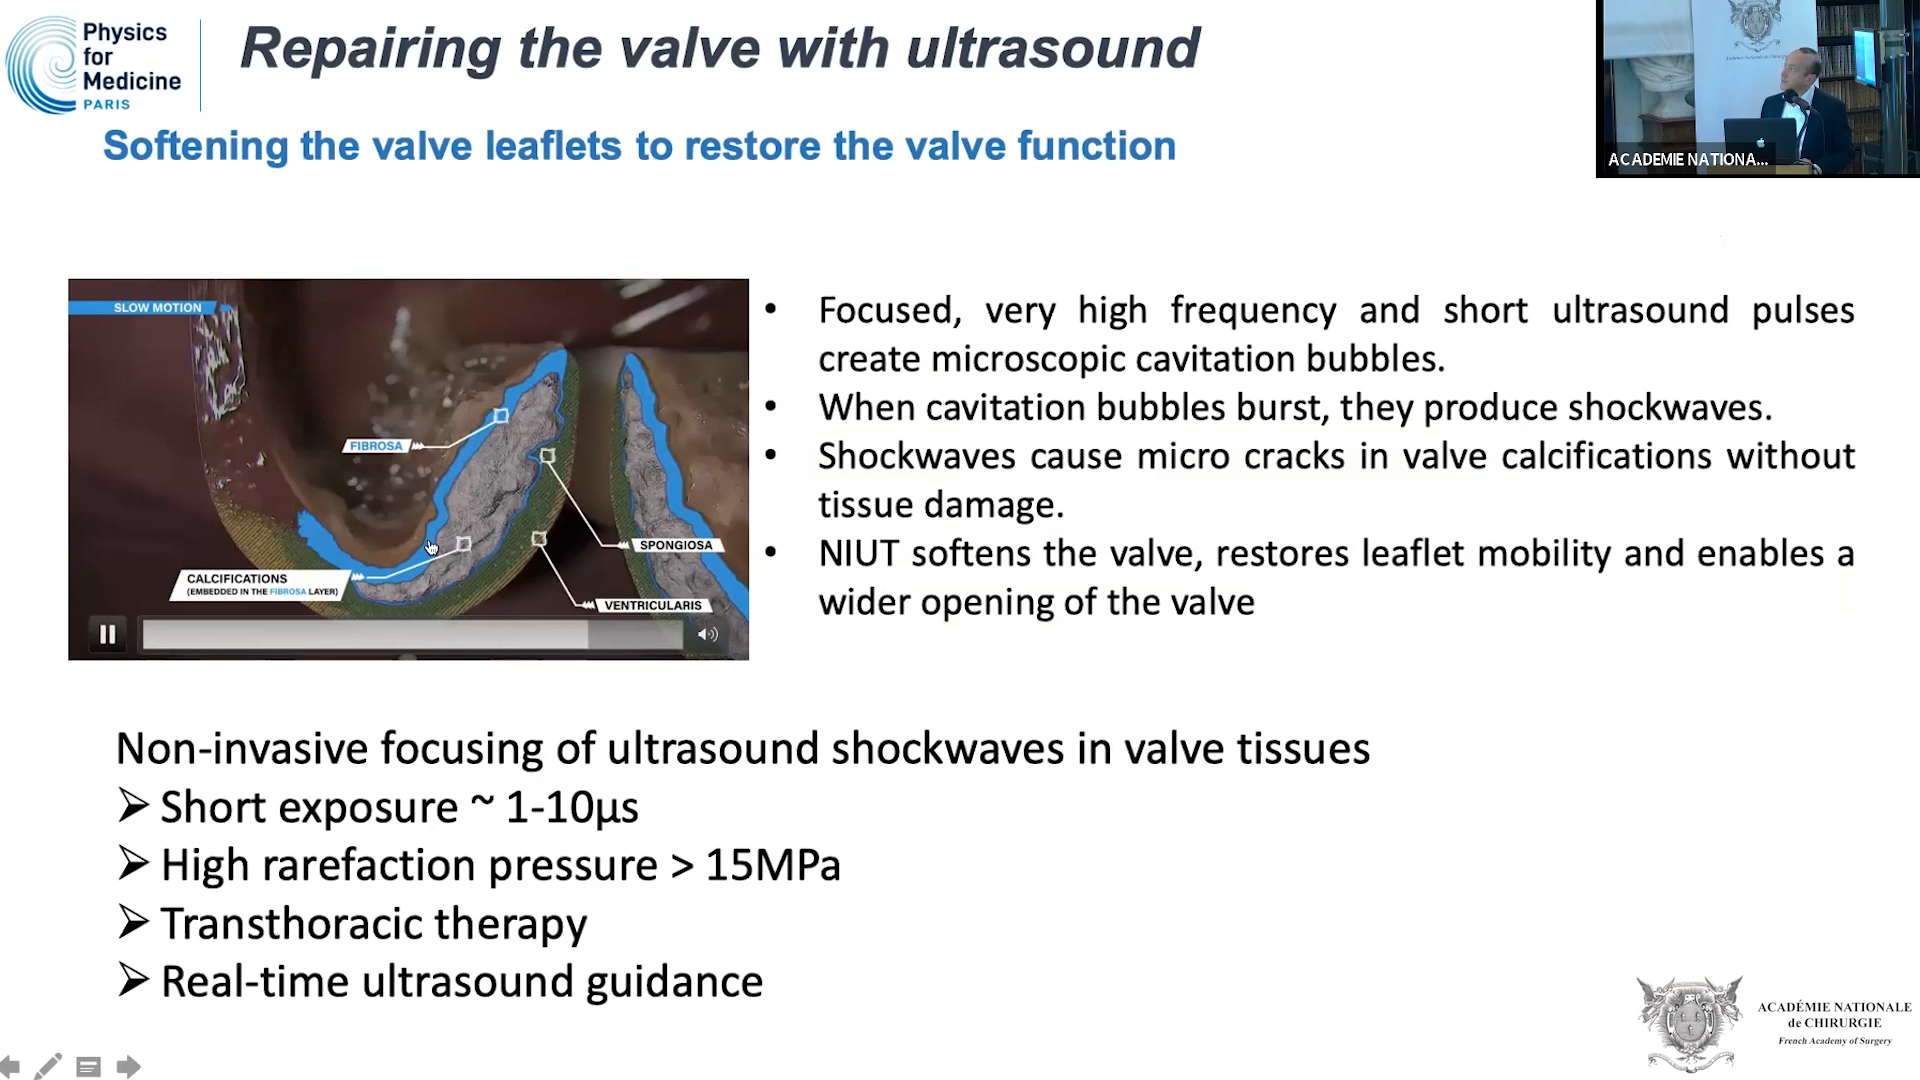 Physics
for
Medicine
PARIS
Repairing the valve with ultrasound
Softening the valve leaflets to restore the valve function
ACADEMIE NATIONA...
SLOW MOTION
FIBROSA
SPONGIOSA
CALCIFICATIONS
(EMBEDDED IN THE FIBROSA LAYER)
VENTRICULARIS
• Focused, very high frequency and short ultrasound pulses
create microscopic cavitation bubbles.
• When cavitation bubbles burst, they produce shockwaves.
• Shockwaves cause micro cracks in valve calcifications without
tissue damage.
• NIUT softens the valve, restores leaflet mobility and enables a
wider opening of the valve
Non-invasive focusing of ultrasound shockwaves in valve tissues
➢ Short exposure ~ 1-10µs
➢ High rarefaction pressure > 15MPa
➢ Transthoracic therapy
➢ Real-time ultrasound guidance
ACADÉMIE NATIONALE
de CHIRURGIE
French Academy of Surgery